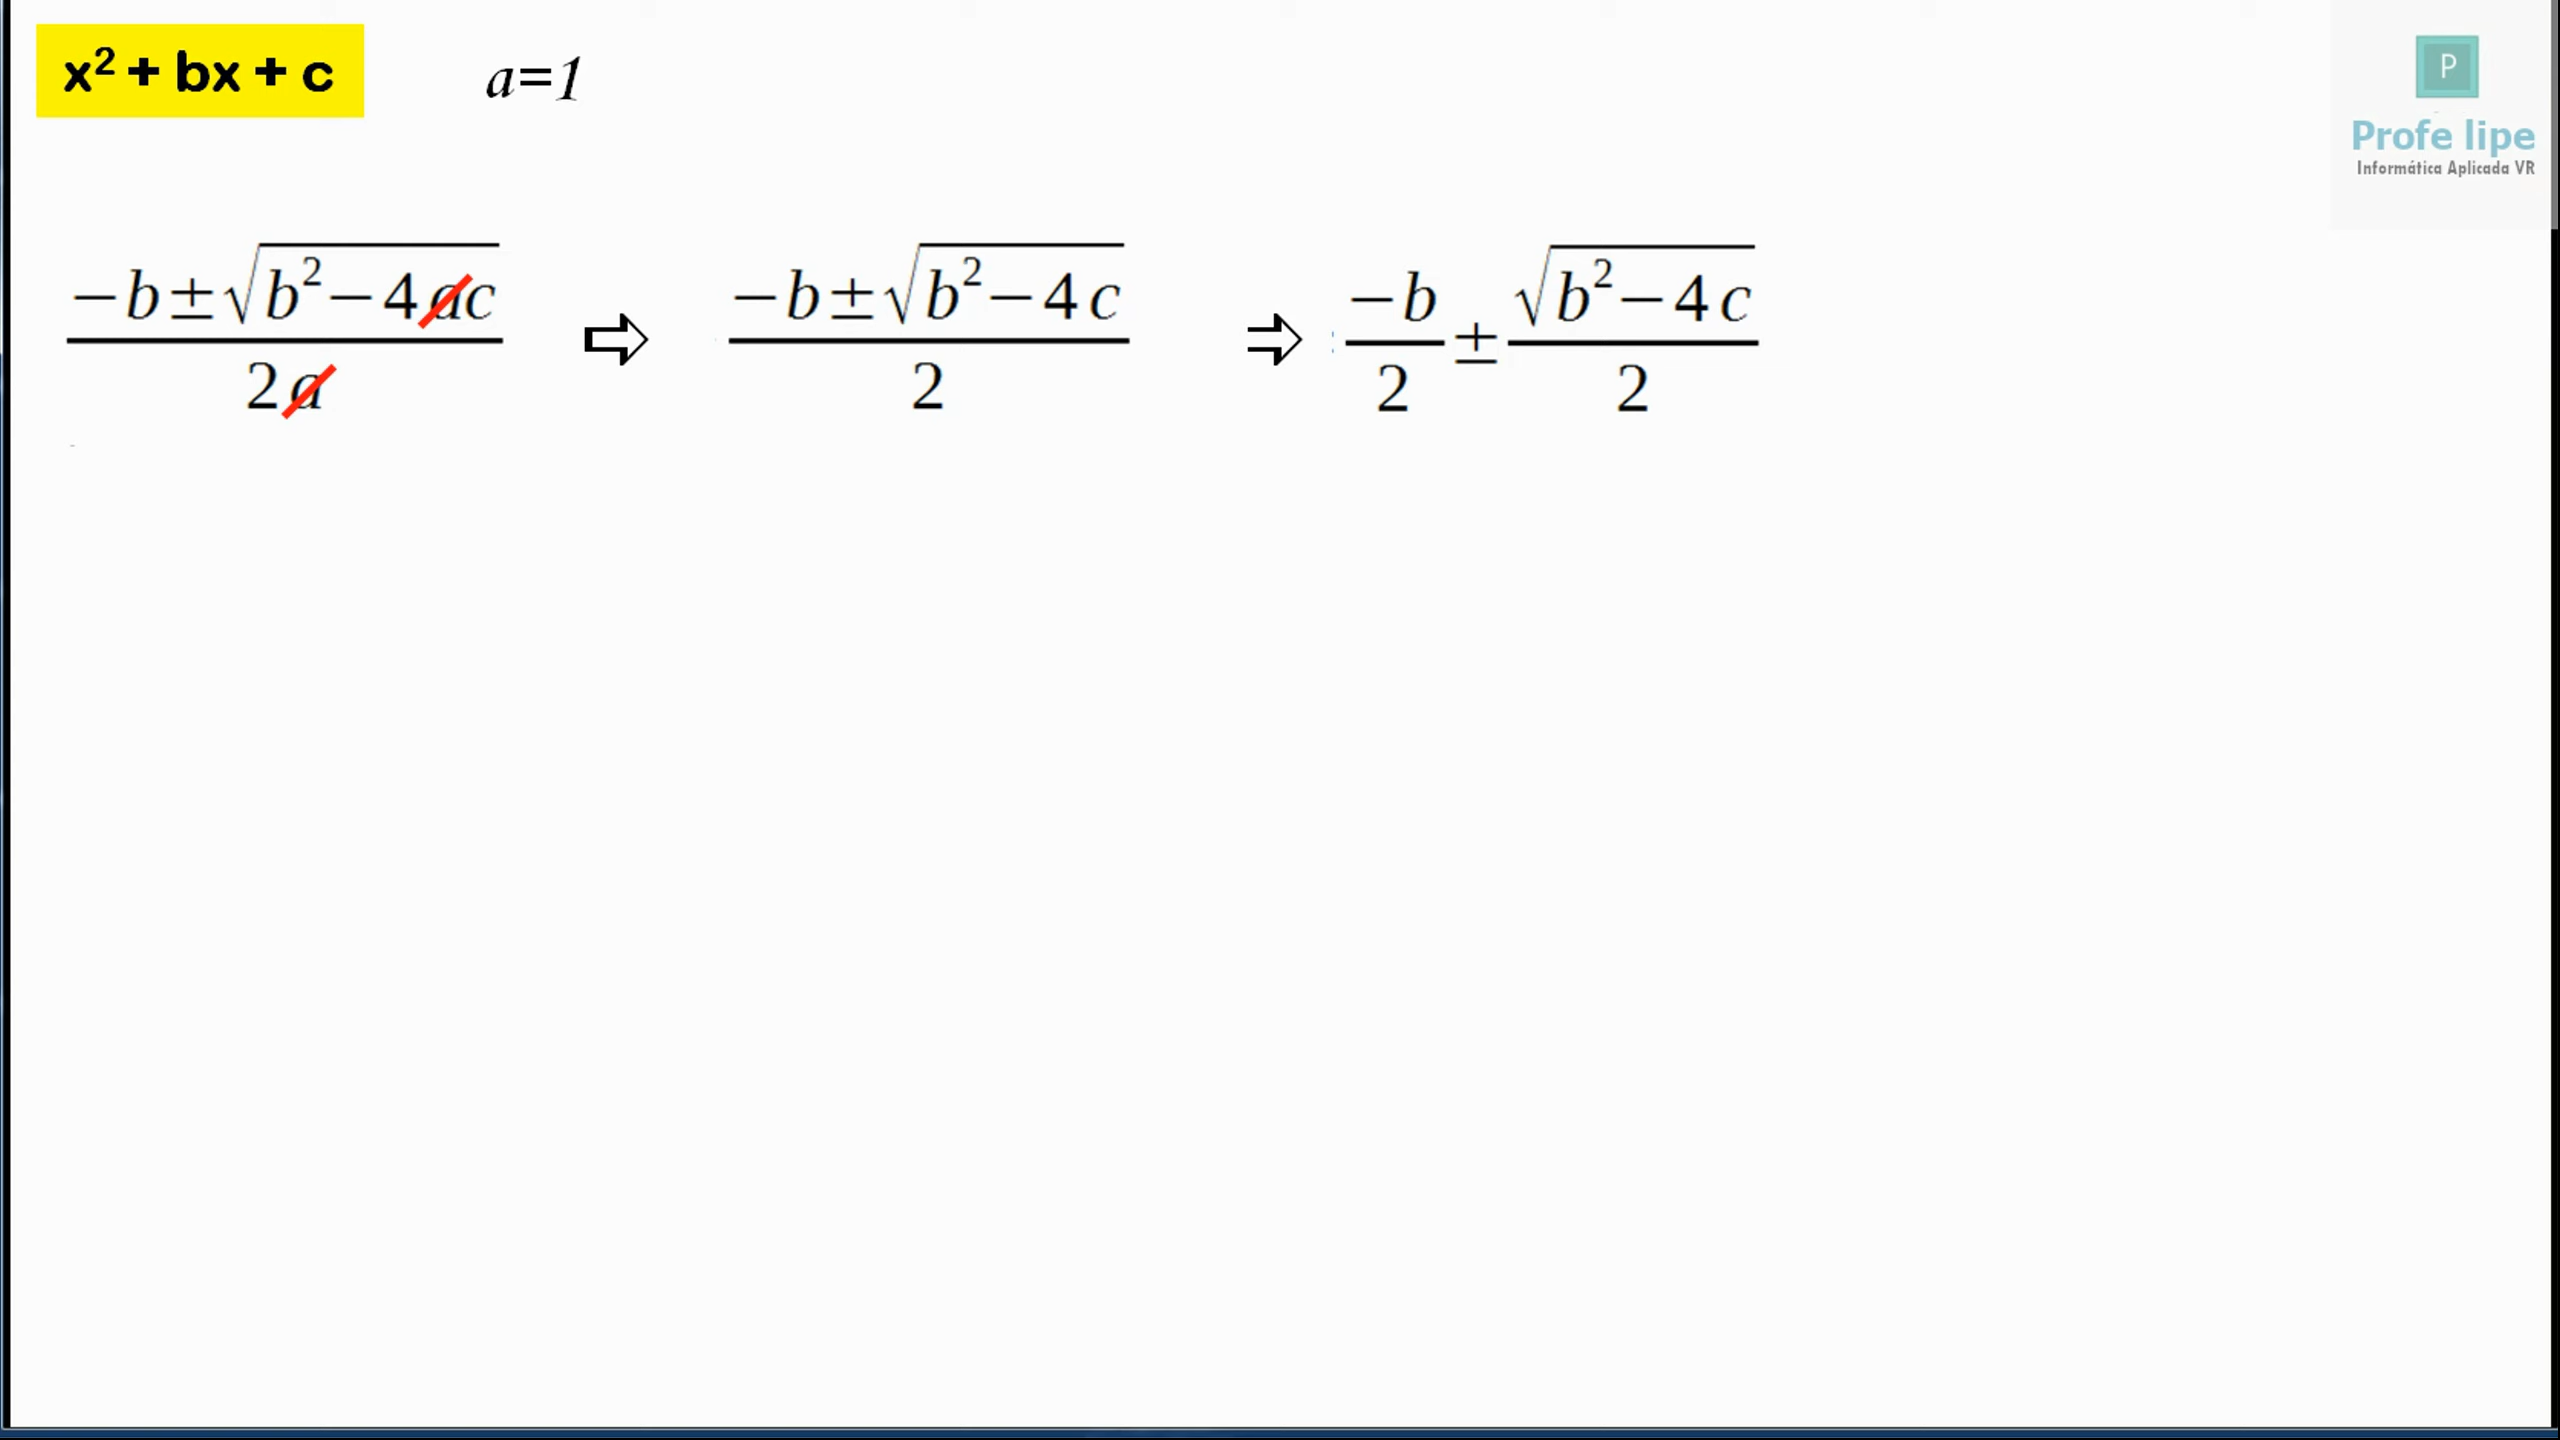 x² + bx + c
a=1
P
Profe lipe
Informática Aplicada VR
(−b±√(b²−4ac))/(2a) ⇨ (−b±√(b²−4c))/2 ⇒ (−b)/2 ± √(b²−4c)/2